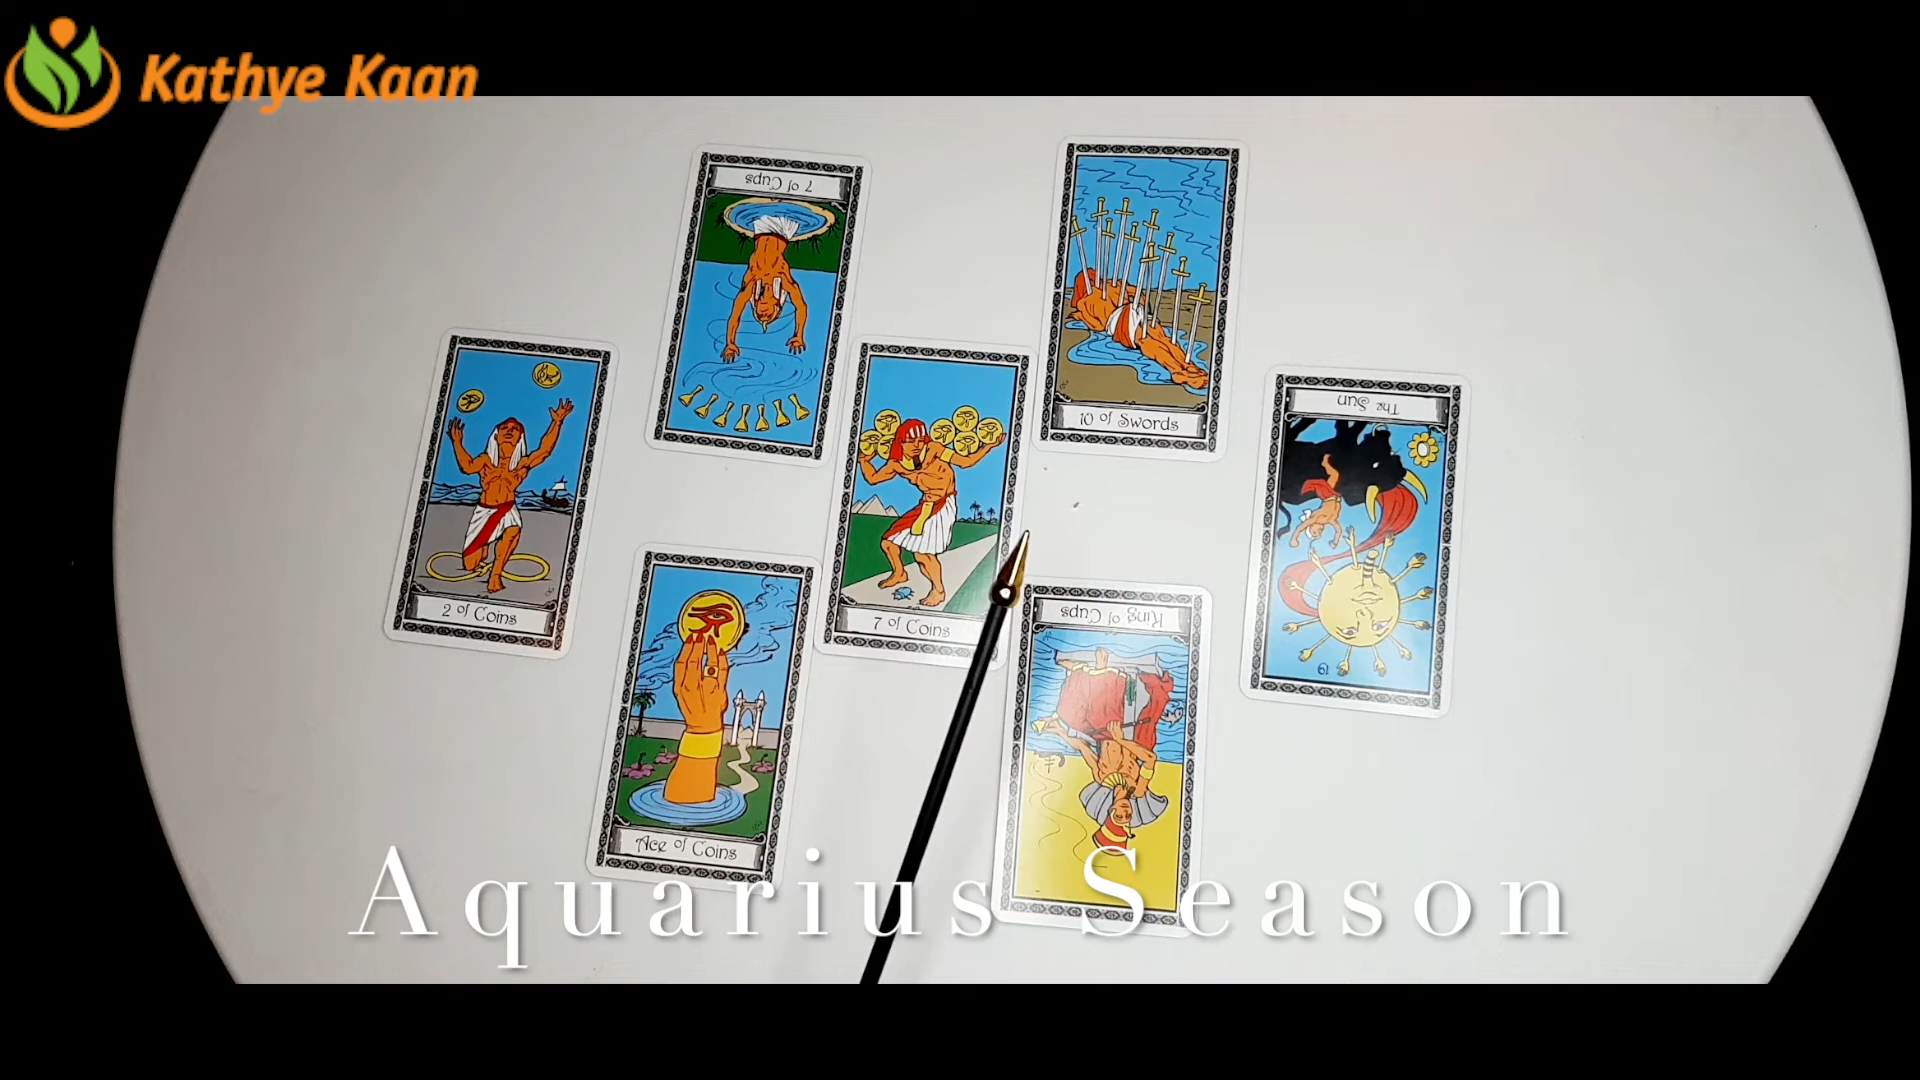 Kathye Kaan
7 of Cups
10 of Swords
2 of Coins
7 of Coins
The Sun
19
Ace of Coins
King of Cups
Aquarius Season